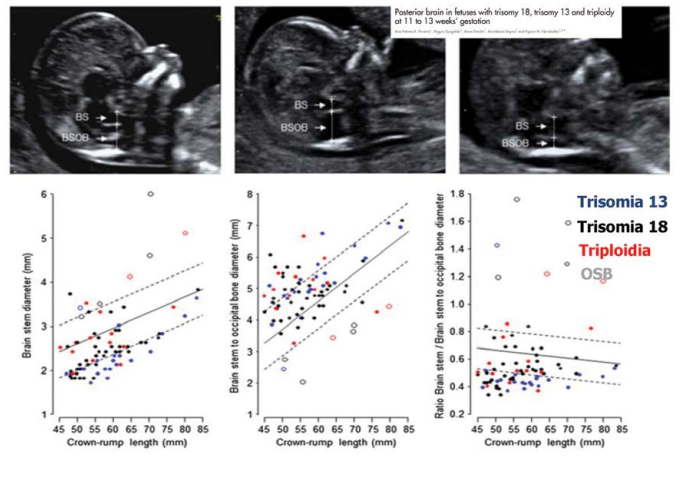 Posterior brain in fetuses with trisomy 18, trisomy 13 and triploidy
at 11 to 13 weeks' gestation
BS
BSOB
BS
BSOB
BS
BSOB
Trisomia 13
Trisomia 18
Triploidia
OSB
Brain stem diameter (mm)
6
5
4
3
2
1
45 50 55 60 65 70 75 80 85
Crown-rump length (mm)
Brain stem to occipital bone diameter (mm)
8
7
6
5
4
3
2
1
45 50 55 60 65 70 75 80 85
Crown-rump length (mm)
Ratio Brain stem / Brain stem to occipital bone diameter
1.8
1.6
1.4
1.2
1.0
0.8
0.6
0.4
0.2
45 50 55 60 65 70 75 80 85
Crown-rump length (mm)